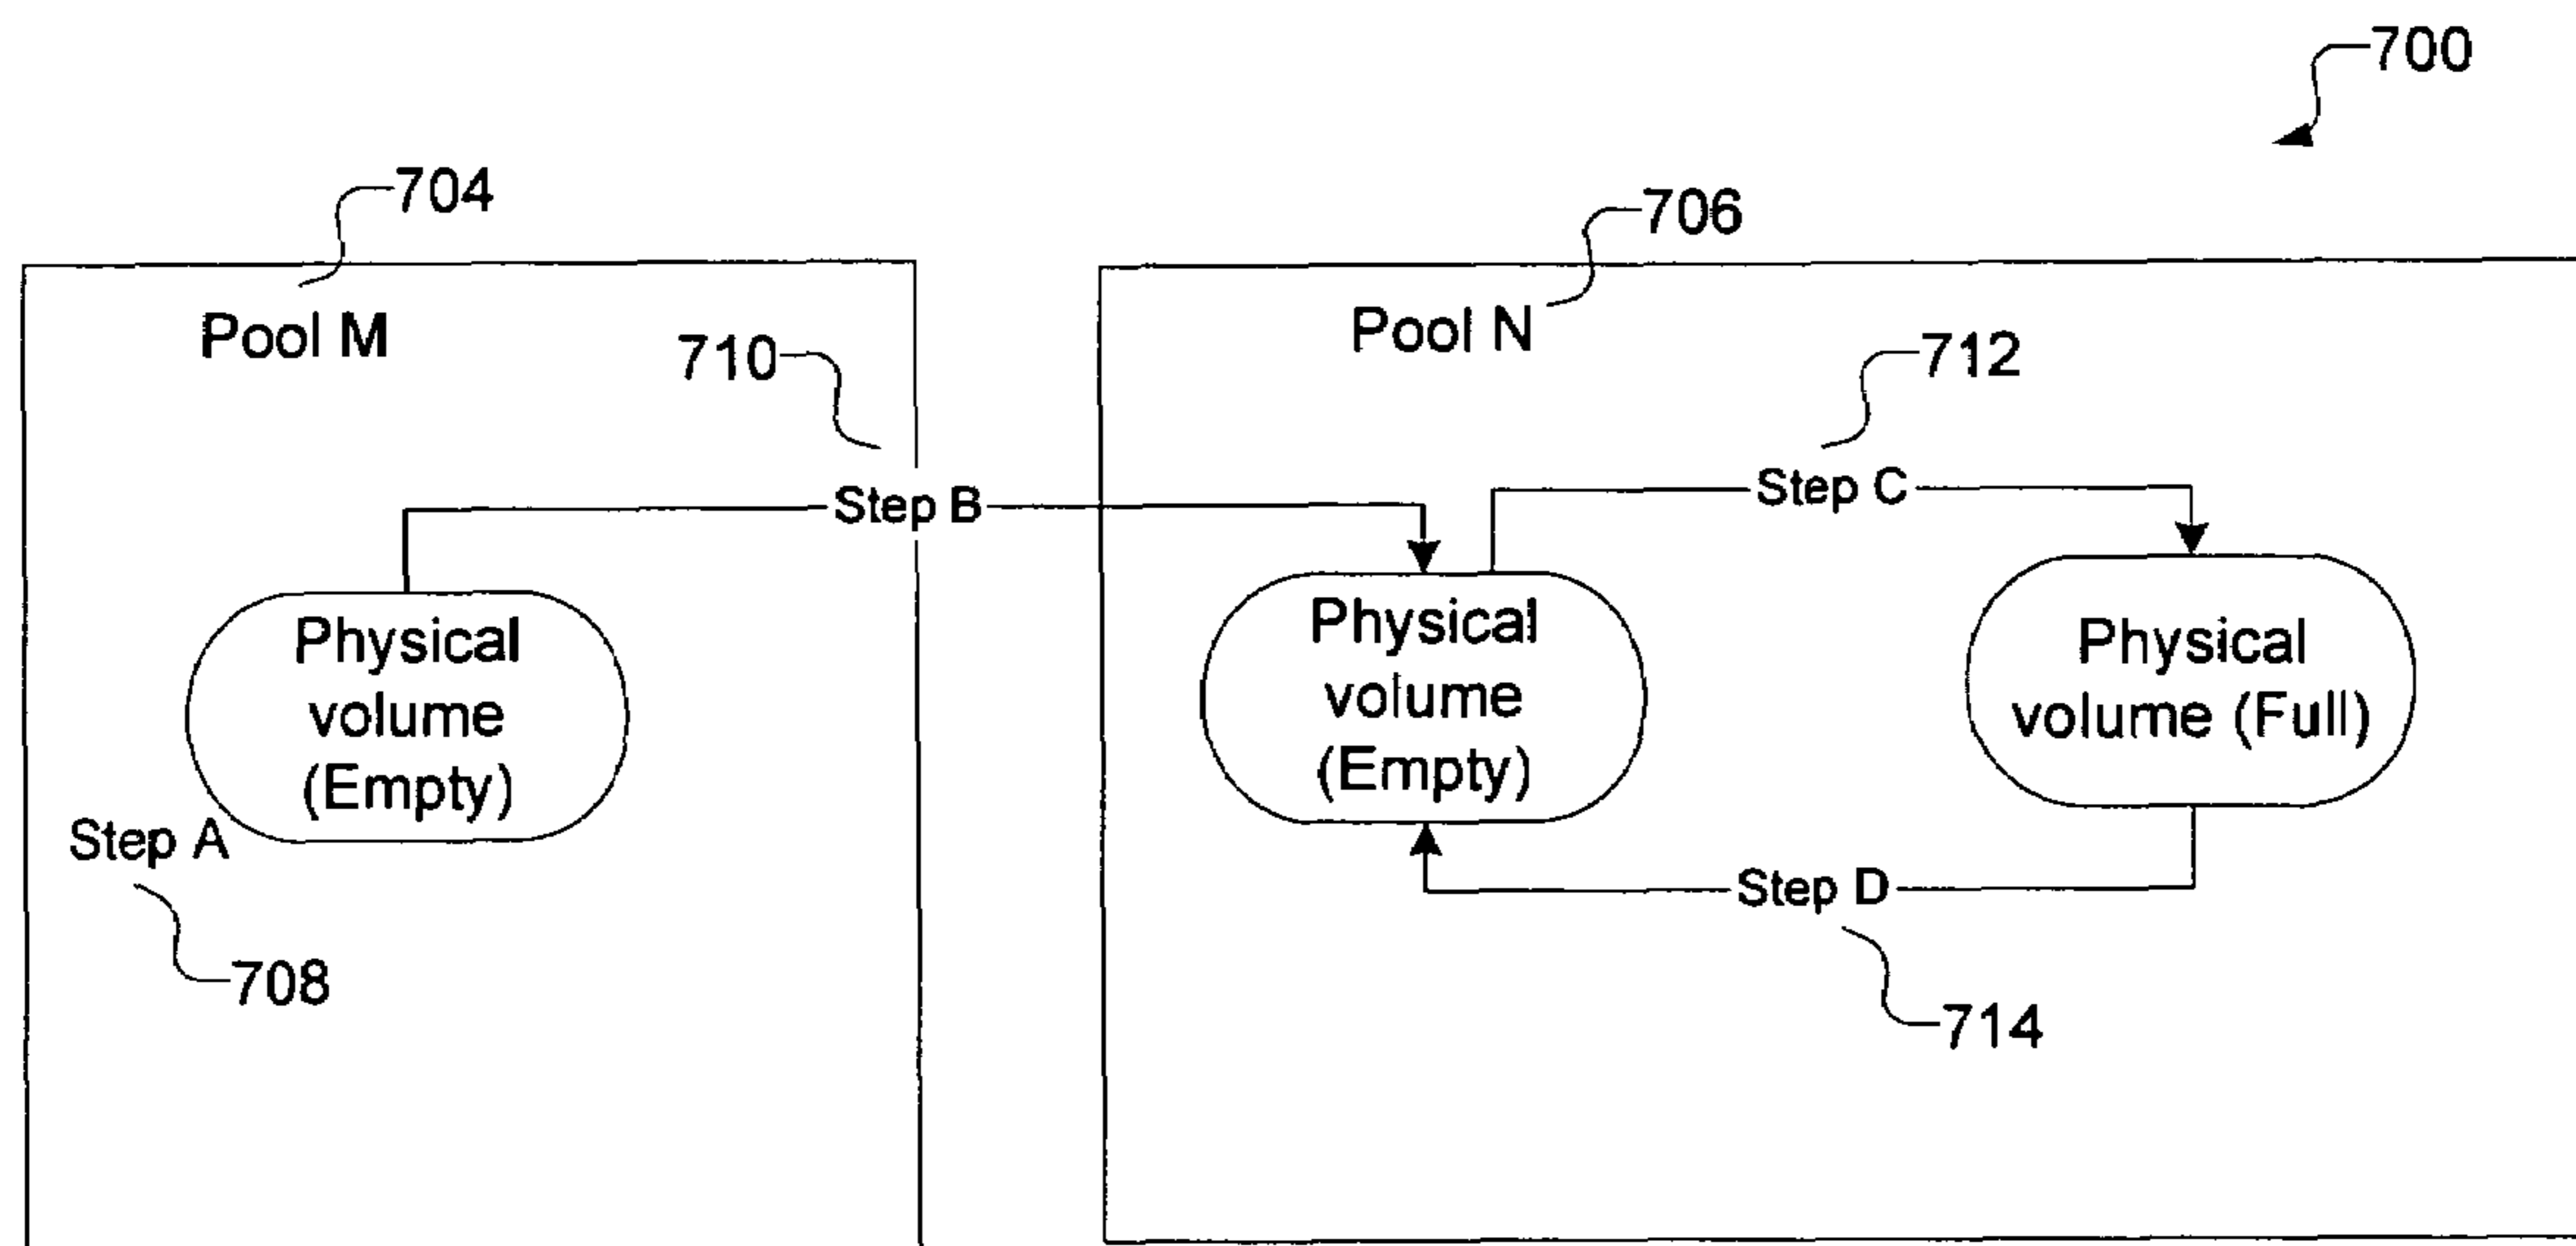 700
704
706
Pool M
Pool N
710
712
Step B
Step C
Physical
volume
(Empty)
Physical
volume
(Empty)
Physical
volume (Full)
Step A
Step D
708
714